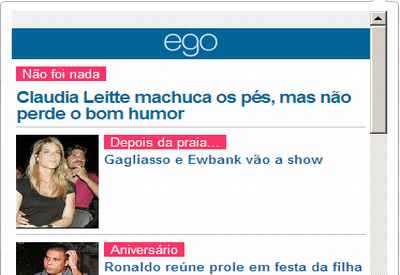 ego
Não foi nada
Claudia Leitte machuca os pés, mas não
perde o bom humor
Depois da praia...
Gagliasso e Ewbank vão a show
Aniversário
Ronaldo reúne prole em festa da filha